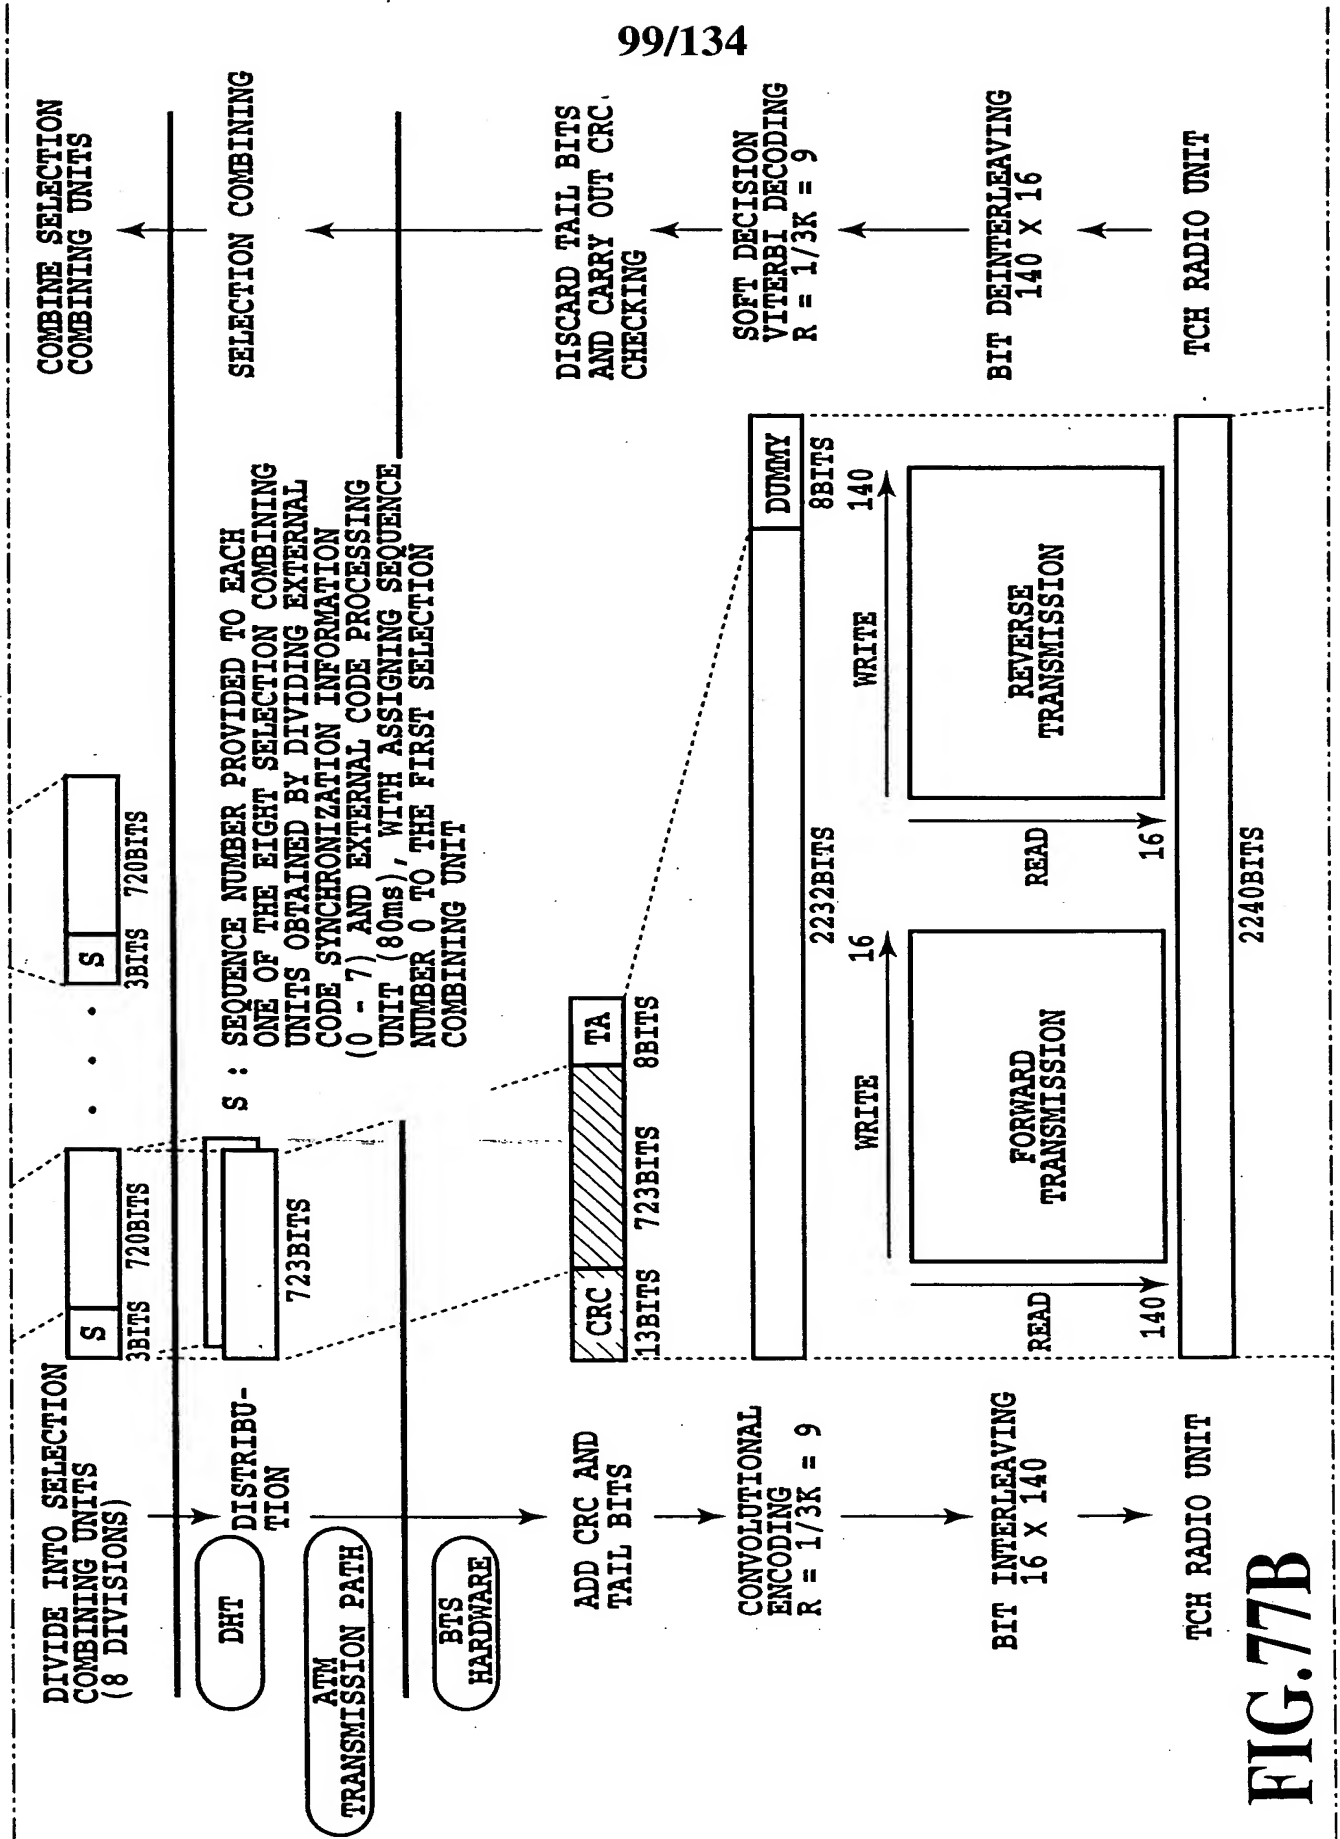 99/134
DIVIDE INTO SELECTION
COMBINING UNITS
(8 DIVISIONS)
S
3BITS
720BITS
S
3BITS
720BITS
COMBINE SELECTION
COMBINING UNITS
DHT
DISTRIBU-
TION
723BITS
S : SEQUENCE NUMBER PROVIDED TO EACH
ONE OF THE EIGHT SELECTION COMBINING
UNITS OBTAINED BY DIVIDING EXTERNAL
CODE SYNCHRONIZATION INFORMATION
(0 - 7) AND EXTERNAL CODE PROCESSING
UNIT (80ms), WITH ASSIGNING SEQUENCE
NUMBER 0 TO THE FIRST SELECTION
COMBINING UNIT
SELECTION COMBINING
ATM
TRANSMISSION PATH
BTS
HARDWARE
ADD CRC AND
TAIL BITS
CRC
TA
13BITS
723BITS
8BITS
DISCARD TAIL BITS
AND CARRY OUT CRC
CHECKING
CONVOLUTIONAL
ENCODING
R = 1/3K = 9
DUMMY
2232BITS
8BITS
SOFT DECISION
VITERBI DECODING
R = 1/3K = 9
WRITE
16
READ
140
FORWARD
TRANSMISSION
WRITE
140
READ
16
REVERSE
TRANSMISSION
BIT INTERLEAVING
16 X 140
BIT DEINTERLEAVING
140 X 16
TCH RADIO UNIT
2240BITS
TCH RADIO UNIT
FIG.77B